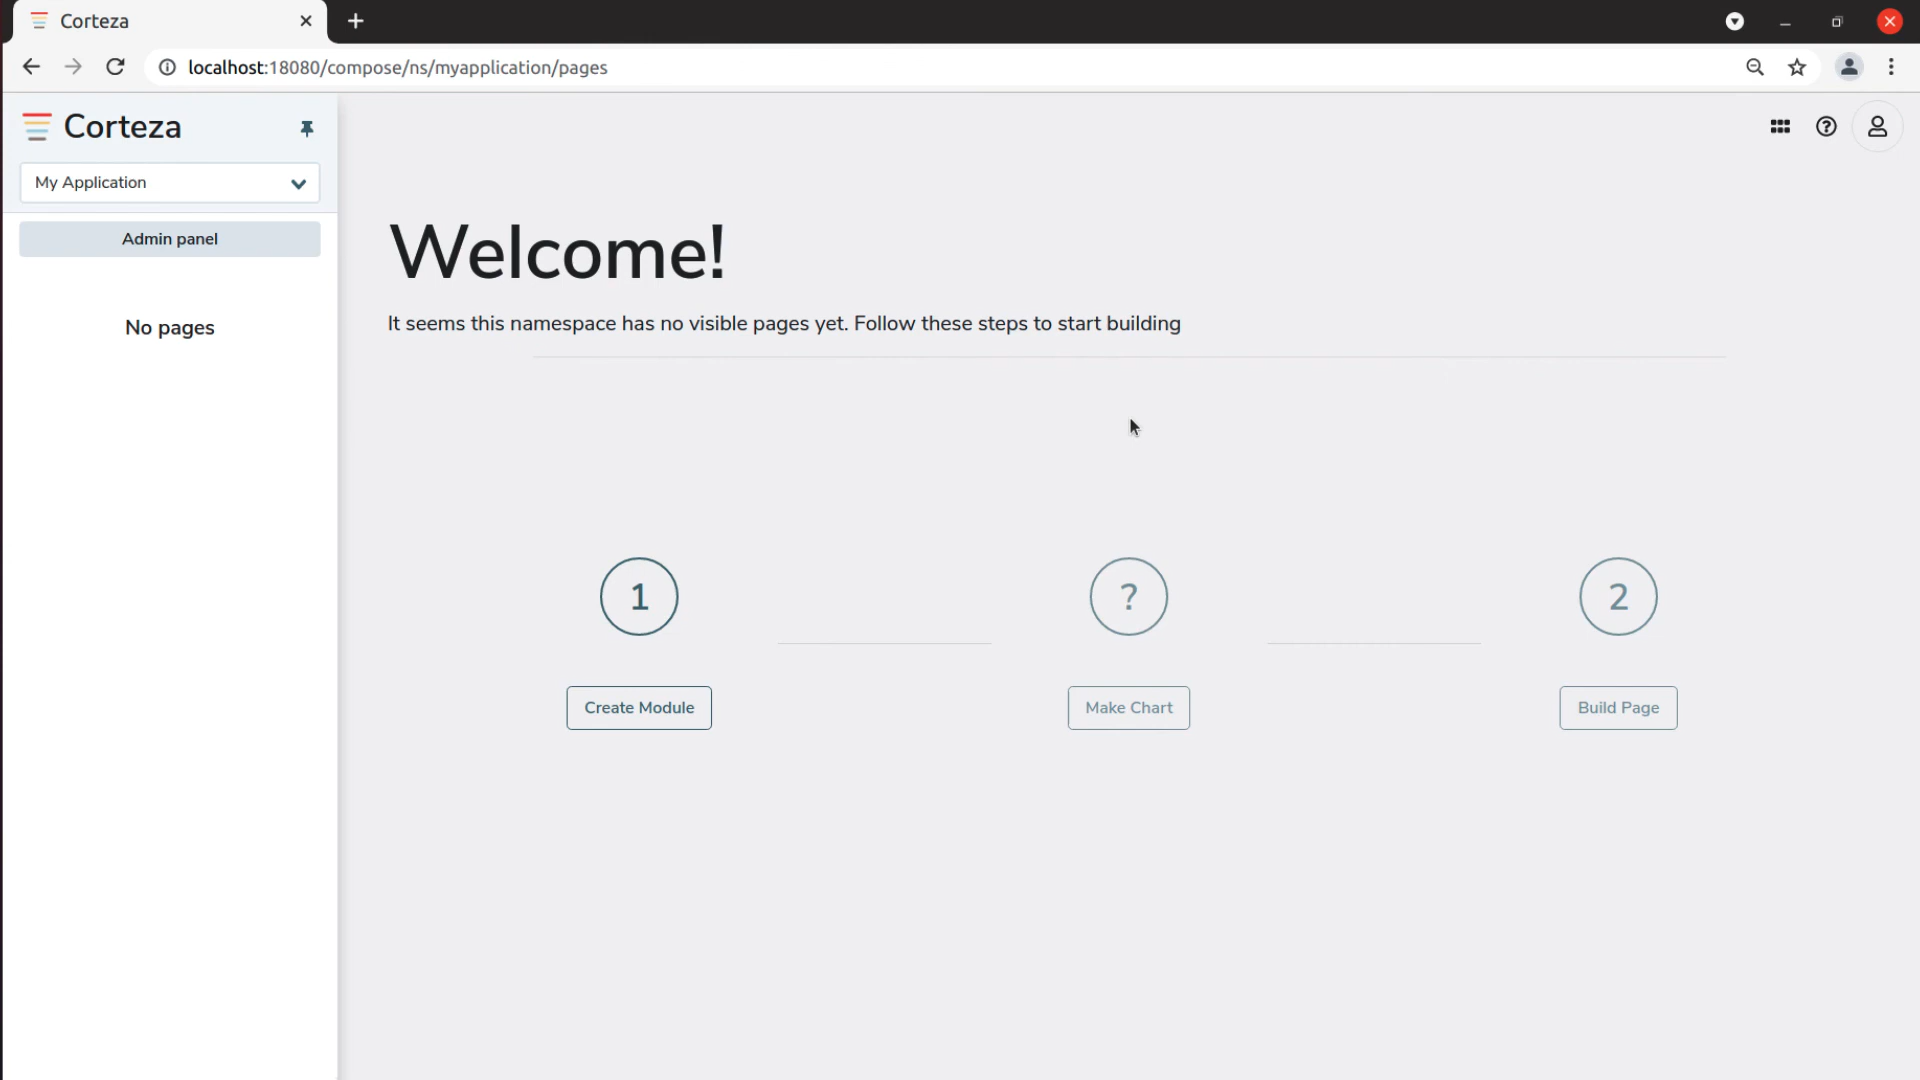 Corteza
localhost:18080/compose/ns/myapplication/pages
Corteza
My Application
Admin panel
No pages
Welcome!
It seems this namespace has no visible pages yet. Follow these steps to start building
1
?
2
Create Module
Make Chart
Build Page